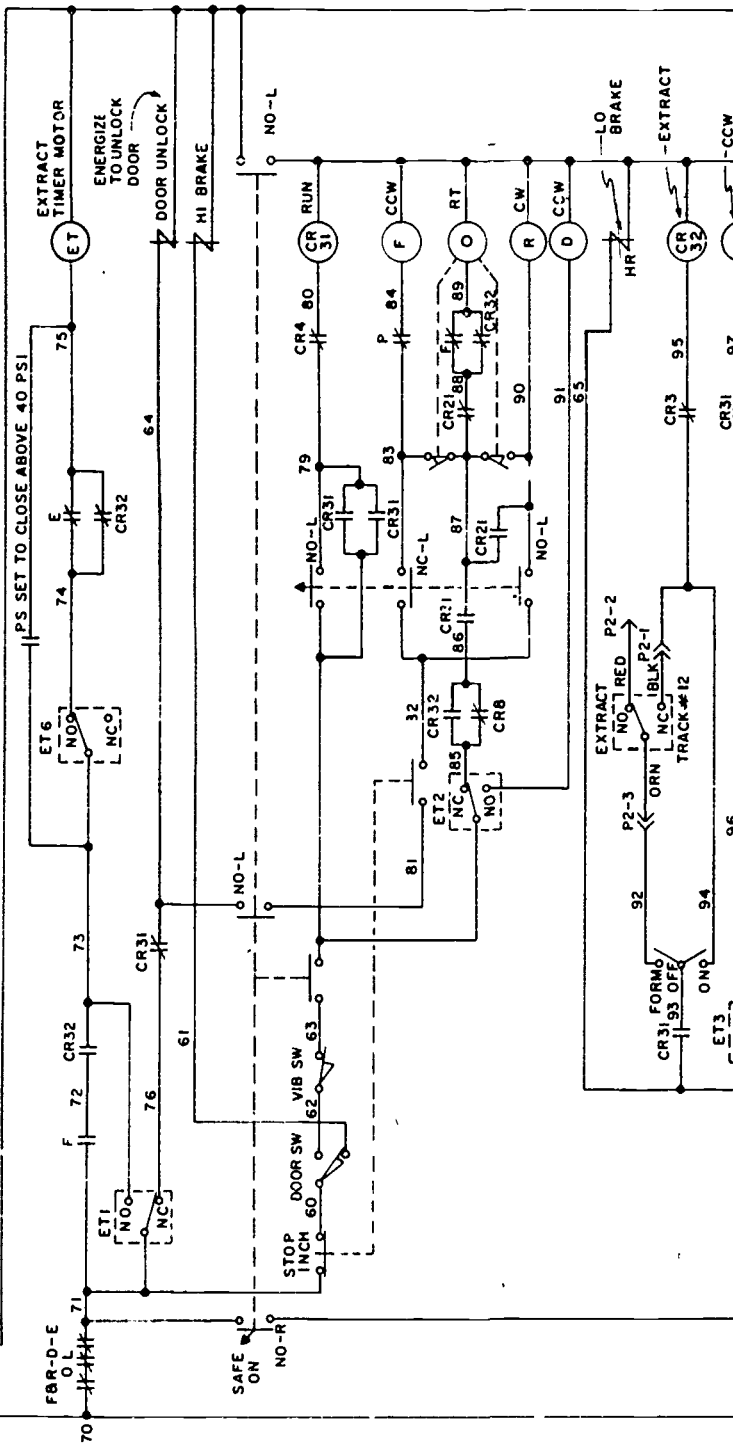 PS SET TO CLOSE ABOVE 40 PSI
EXTRACT
TIMER MOTOR
ET
75
E
CR32
74
ET6
NO
NC
73
CR32
72
F
71
F&R-D-E
OL
70
ENERGIZE
TO UNLOCK
DOOR
DOOR UNLOCK
64
CR31
76
ET1
NO
NC
HI BRAKE
61
NO-L
NO-L
SAFE
ON
NO-R
RUN
CR
31
80
CR4
79
CR31
CR31
NO-L
63
VIB SW
62
DOOR SW
60
STOP
INCH
CCW
F
84
P
83
NC-L
32
81
RT
O
89
F
CR32
88
CR21
87
CR21
CR21
86
CR32
CR8
85
ET2
NC
NO
CW
R
90
NO-L
CCW
D
91
65
LO
BRAKE
HR
EXTRACT
CR
32
95
CR3
P2-2
RED
P2-1
BLK
EXTRACT
NO
NC
TRACK#12
ORN
P2-3
92
94
FORM
OFF
ON
93
CR31
CCW
97
CR31
96
ET3